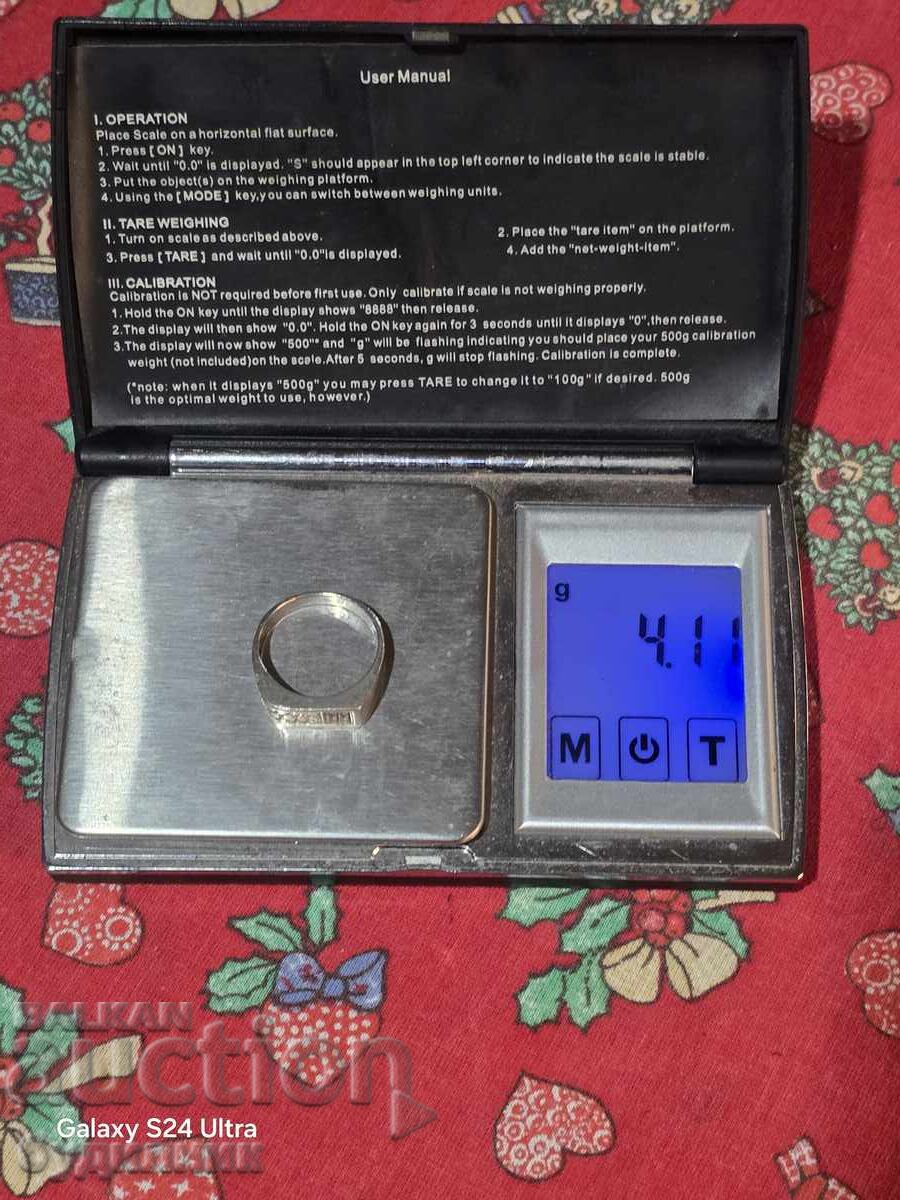 User Manual
I. OPERATION
Place Scale on a horizontal flat surface.
1. Press [ON] key.
2. Wait until "0.0" is displayad. "S" should appear in the top left corner to indicate the scale is stable.
3. Put the object(s) on the weighing platform.
4. Using the [MODE] key,you can switch between weighing units.
II. TARE WEIGHING
1. Turn on scale as described above.
2. Place the "tare item" on the platform.
3. Press [TARE] and wait until "0.0"is displayed.
4. Add the "net-weight-item".
III. CALIBRATION
Calibration is NOT required before first use. Only calibrate if scale is not weighing properly.
1. Hold the ON key until the display shows "8888" then release.
2.The display will then show "0.0". Hold the ON key again for 3 seconds until it displays "0",then release.
3.The display will now show "500"* and "g" will be flashing indicating you should place your 500g calibration
weight (not included)on the scale.After 5 seconds, g will stop flashing. Calibration is complete.
(*note: when it displays "500g" you may press TARE to change it to "100g" if desired. 500g
is the optimal weight to use, however.)
g
4.11
M T
BALKAN
auction
Galaxy S24 Ultra